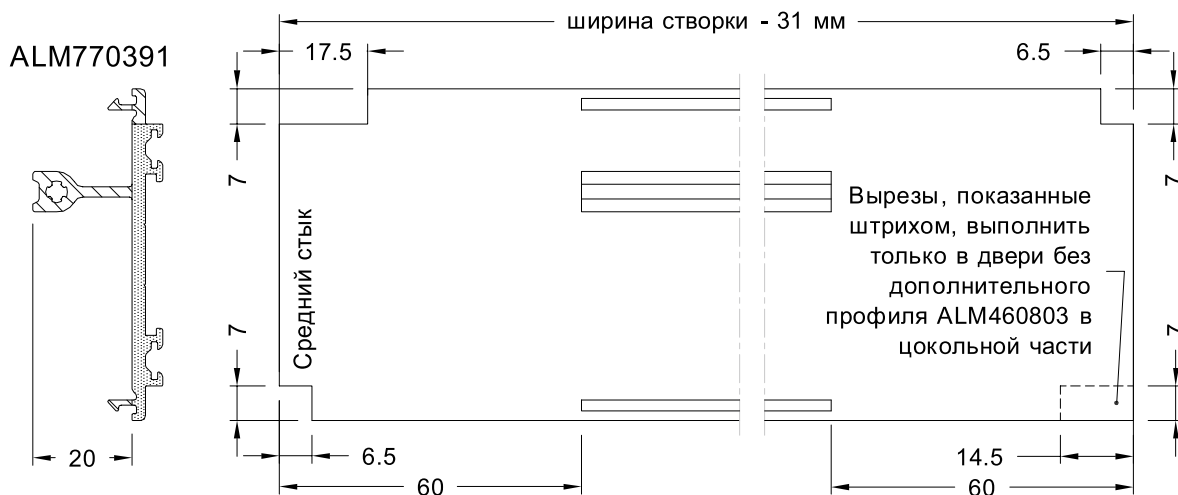 ширина створки - 31 мм
ALM770391
17.5
6.5
7
7
Вырезы, показанные
штрихом, выполнить
только в двери без
дополнительного
профиля ALM460803 в
цокольной части
Средний стык
7
7
20
6.5
14.5
60
60